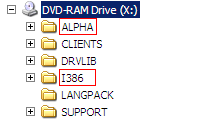 DVD-RAM Drive (X:)
ALPHA
CLIENTS
DRVLIB
I386
LANGPACK
SUPPORT